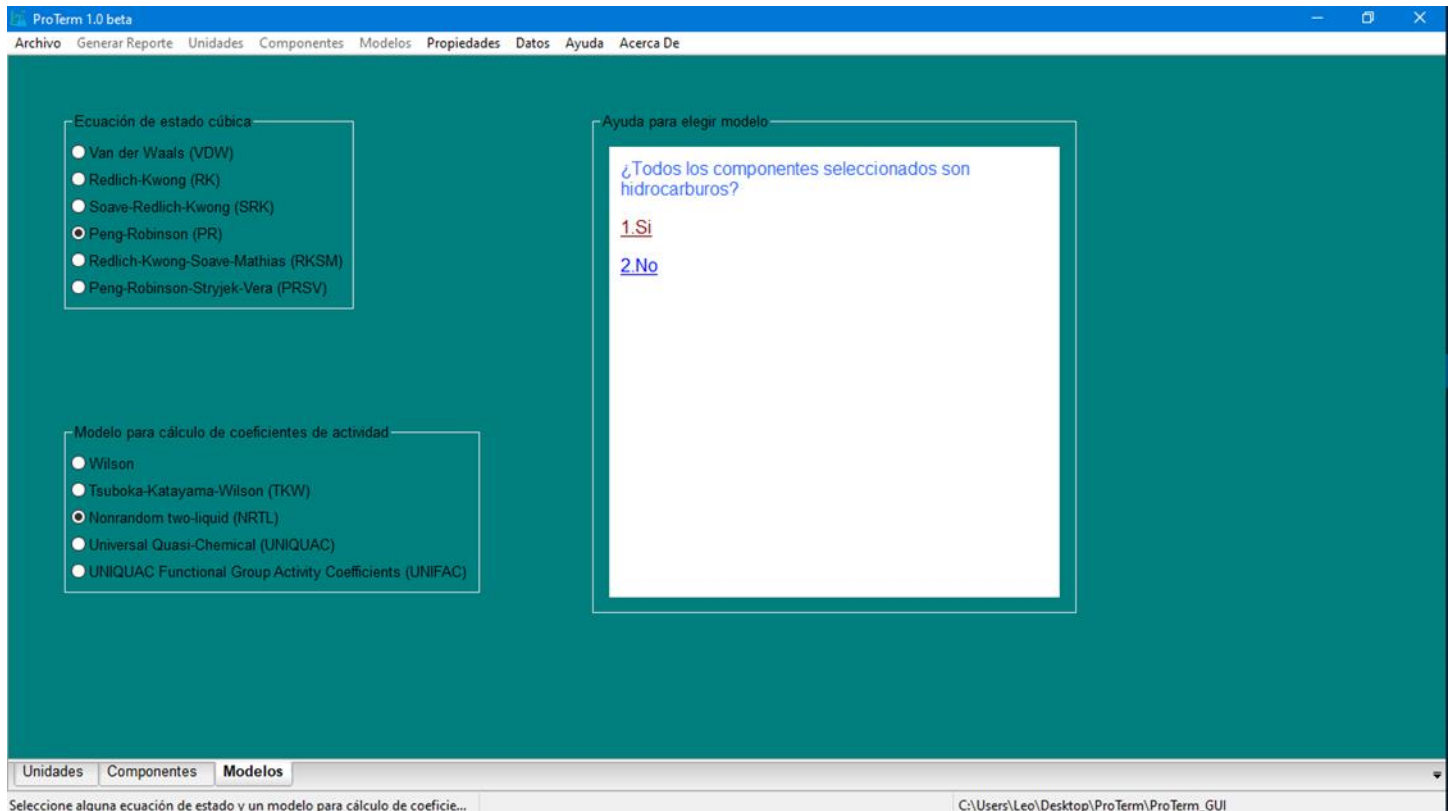 ProTerm 1.0 beta
Archivo Generar Reporte Unidades Componentes Modelos Propiedades Datos Ayuda Acerca De
Ecuación de estado cúbica
Van der Waals (VDW)
Redlich-Kwong (RK)
Soave-Redlich-Kwong (SRK)
Peng-Robinson (PR)
Redlich-Kwong-Soave-Mathias (RKSM)
Peng-Robinson-Stryjek-Vera (PRSV)
Modelo para cálculo de coeficientes de actividad
Wilson
Tsuboka-Katayama-Wilson (TKW)
Nonrandom two-liquid (NRTL)
Universal Quasi-Chemical (UNIQUAC)
UNIQUAC Functional Group Activity Coefficients (UNIFAC)
Ayuda para elegir modelo
¿Todos los componentes seleccionados son
hidrocarburos?
1.Si
2.No
Unidades Componentes Modelos
Seleccione alguna ecuación de estado y un modelo para cálculo de coeficie...
C:\Users\Leo\Desktop\ProTerm\ProTerm_GUI